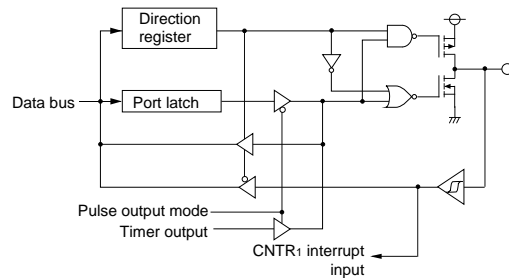 Direction
register
Data bus
Port latch
Pulse output mode
Timer output
CNTR₁ interrupt
input